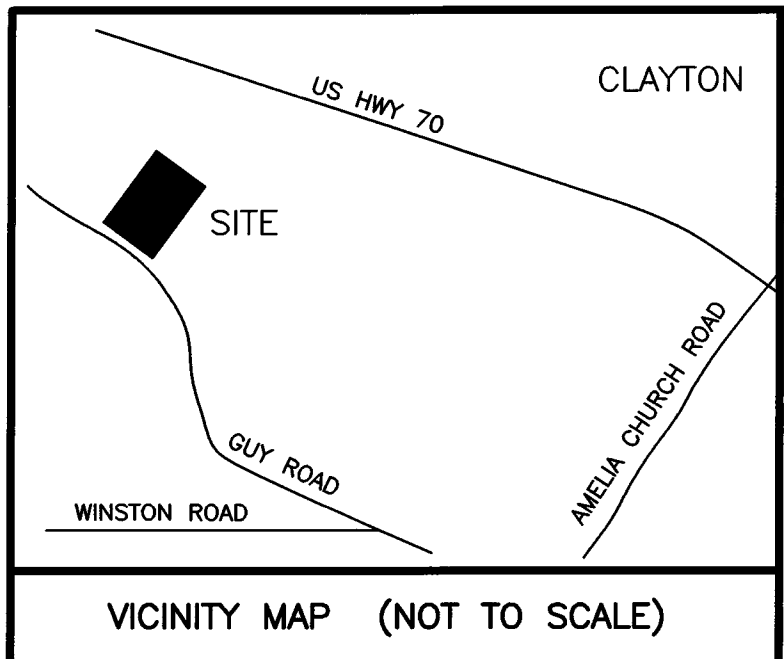 CLAYTON
US HWY 70
SITE
AMELIA CHURCH ROAD
GUY ROAD
WINSTON ROAD
VICINITY MAP (NOT TO SCALE)